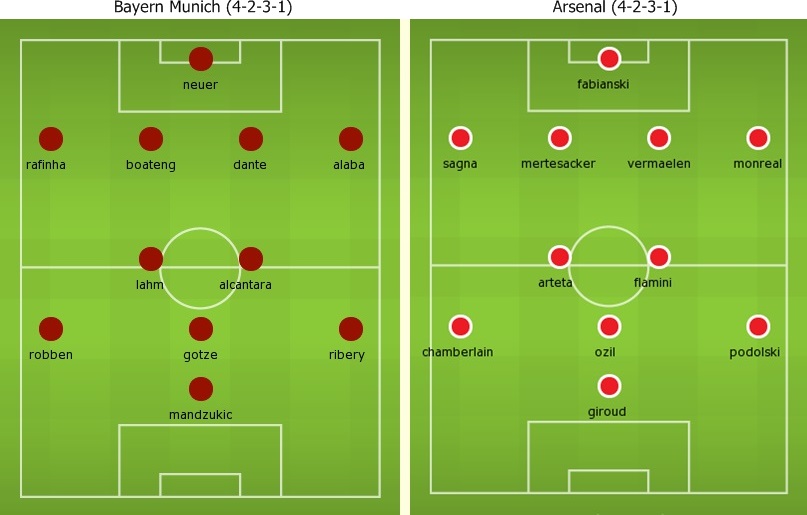 Bayern Munich (4-2-3-1)
neuer
rafinha boateng dante alaba
lahm alcantara
robben gotze ribery
mandzukic
Arsenal (4-2-3-1)
fabianski
sagna mertesacker vermaelen monreal
arteta flamini
chamberlain ozil podolski
giroud